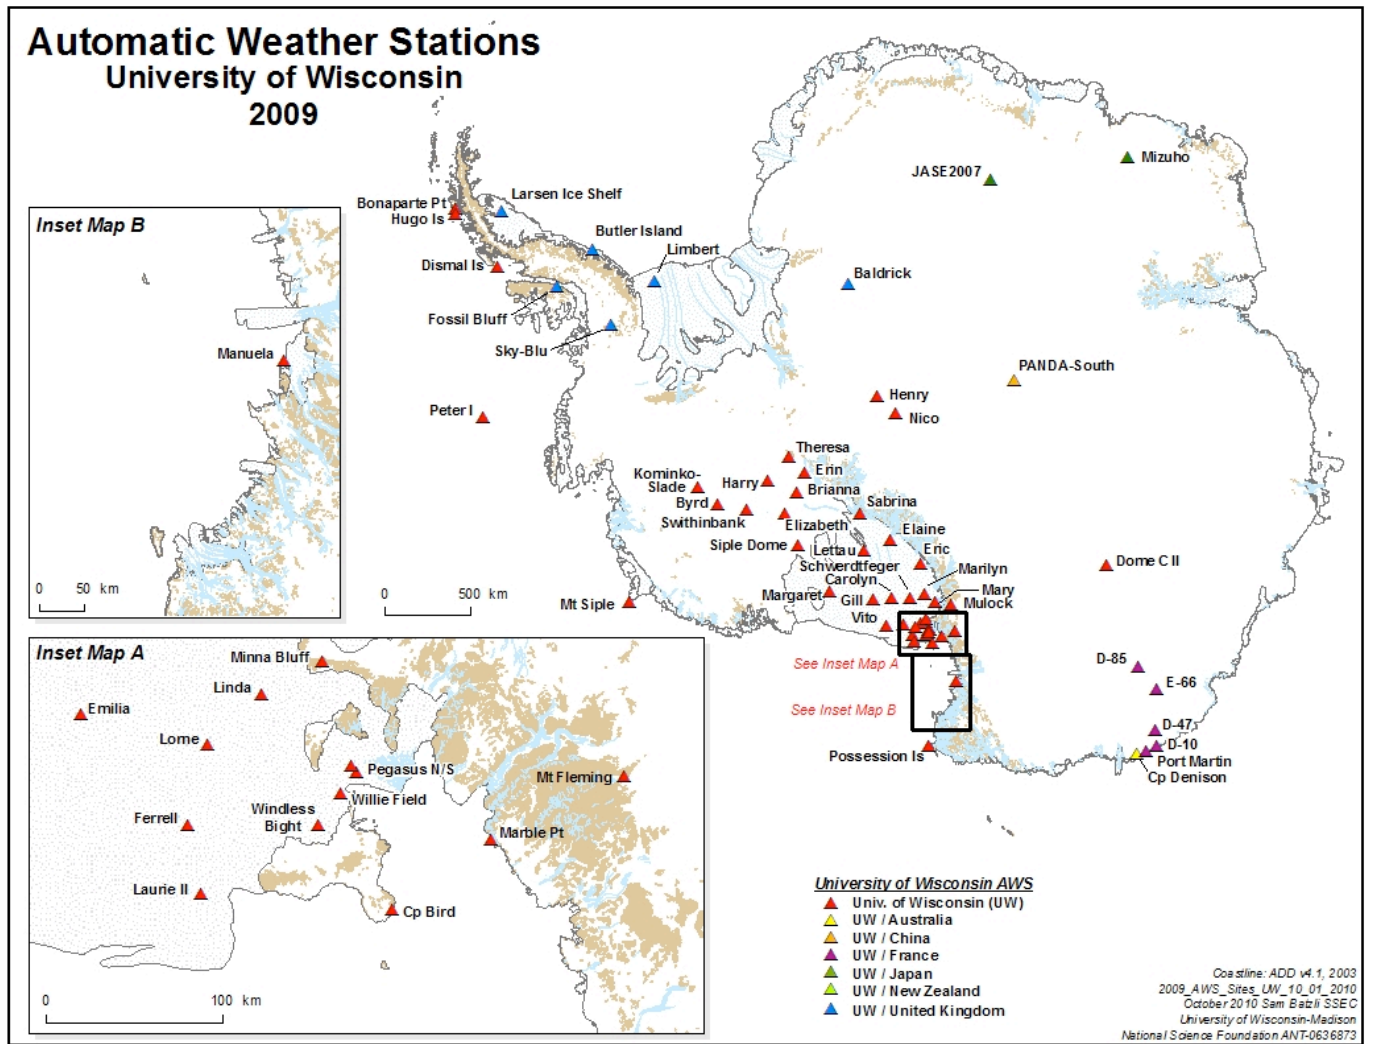 Automatic Weather Stations
University of Wisconsin
2009
Inset Map B
Manuela
0 50 km
Bonaparte Pt
Hugo Is
Larsen Ice Shelf
Butler Island
Limbert
Dismal Is
Fossil Bluff
Sky-Blu
Peter I
JASE2007
Mizuho
Baldrick
PANDA-South
Henry
Nico
Theresa
Erin
Kominko-
Slade
Harry
Brianna
Byrd
Swithinbank
Elizabeth
Sabrina
Elaine
Siple Dome
Lettau
Eric
Schwerdtfeger
Carolyn
Marilyn
Margaret
Gill
Mary
Mulock
Vito
Dome C II
0 500 km
Mt Siple
See Inset Map A
See Inset Map B
Possession Is
D-85
E-66
D-47
D-10
Port Martin
Cp Denison
Inset Map A
Minna Bluff
Linda
Emilia
Lorne
Pegasus N/S
Mt Fleming
Willie Field
Windless
Bight
Ferrell
Marble Pt
Laurie II
Cp Bird
0 100 km
University of Wisconsin AWS
Univ. of Wisconsin (UW)
UW / Australia
UW / China
UW / France
UW / Japan
UW / New Zealand
UW / United Kingdom
Coastline: ADD v4.1, 2003
2009_AWS_Sites_UW_10_01_2010
October 2010 Sam Batzli SSEC
University of Wisconsin-Madison
National Science Foundation ANT-0636873